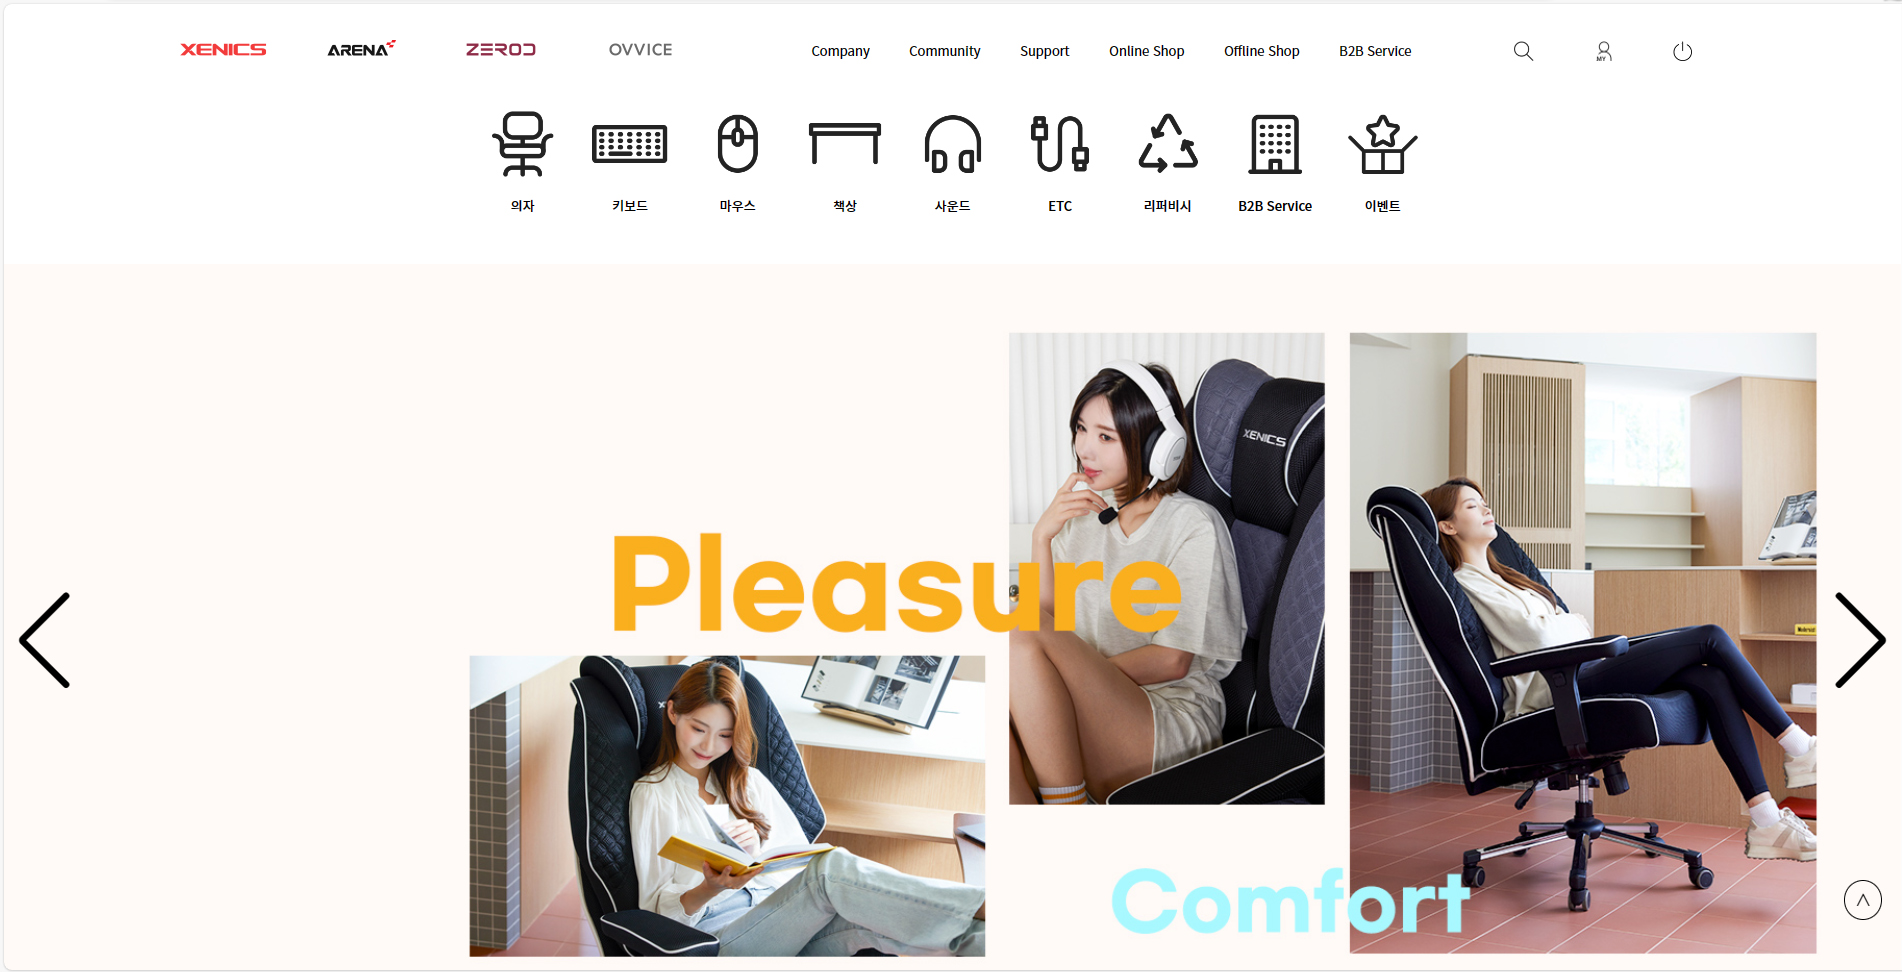 XENICS
ARENA
ZEROD
OVVICE
Company
Community
Support
Online Shop
Offline Shop
B2B Service
MY
의자
키보드
마우스
책상
사운드
ETC
리퍼비시
B2B Service
이벤트
XENICS
Pleasure
Comfort